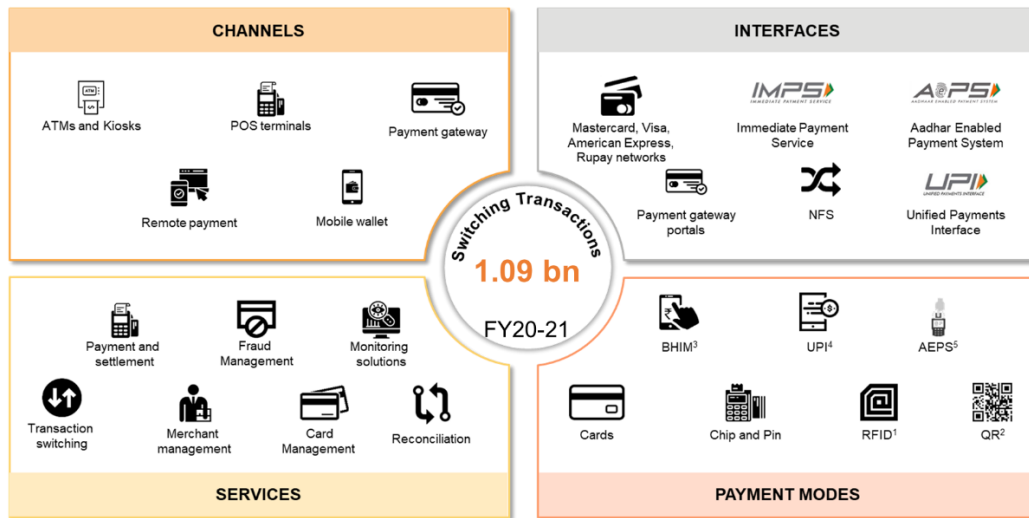 CHANNELS
ATM
ATMs and Kiosks
POS terminals
Payment gateway
Remote payment
Mobile wallet
INTERFACES
Mastercard, Visa,
American Express,
Rupay networks
IMPS
IMMEDIATE PAYMENT SERVICE
Immediate Payment
Service
AePS
AADHAAR ENABLED PAYMENT SYSTEM
Aadhar Enabled
Payment System
Payment gateway
portals
NFS
UPI
UNIFIED PAYMENTS INTERFACE
Unified Payments
Interface
Switching Transactions
1.09 bn
FY20-21
Payment and
settlement
Fraud
Management
Monitoring
solutions
Transaction
switching
Merchant
management
Card
Management
Reconciliation
SERVICES
₹
BHIM³
$
UPI⁴
AEPS⁵
Cards
Chip and Pin
RFID¹
QR²
PAYMENT MODES